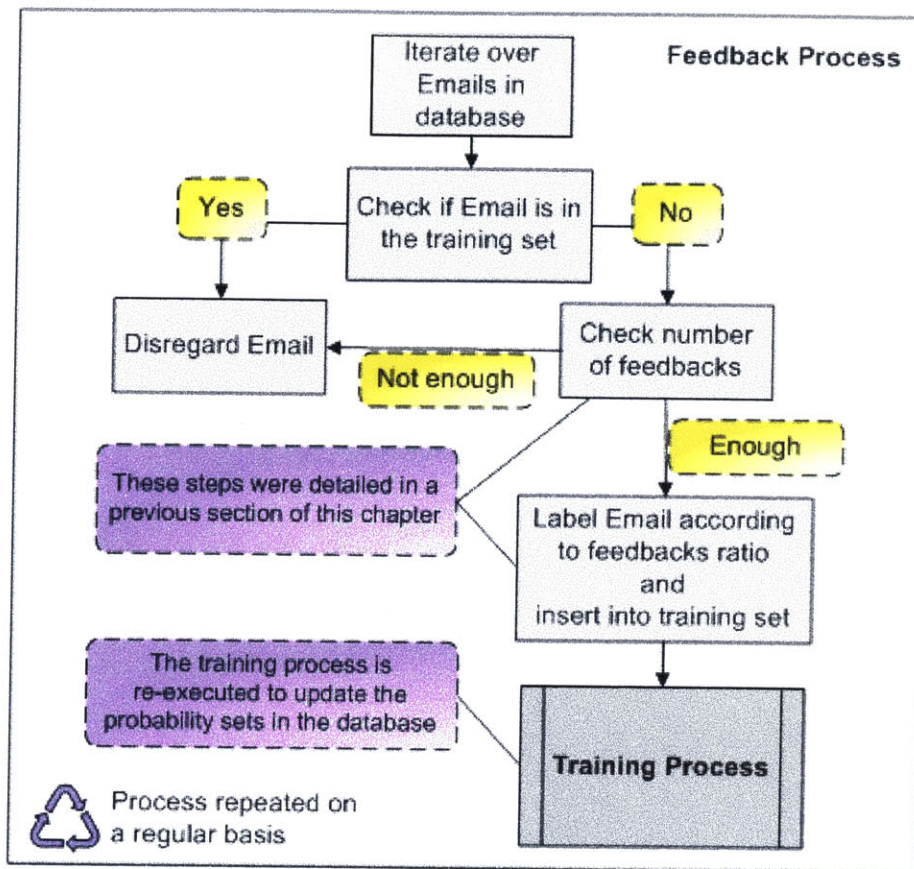 Feedback Process
Iterate over
Emails in
database
Yes
Check if Email is in
the training set
No
Disregard Email
Check number
of feedbacks
Not enough
Enough
These steps were detailed in a
previous section of this chapter
Label Email according
to feedbacks ratio
and
insert into training set
The training process is
re-executed to update the
probability sets in the database
Training Process
Process repeated on
a regular basis